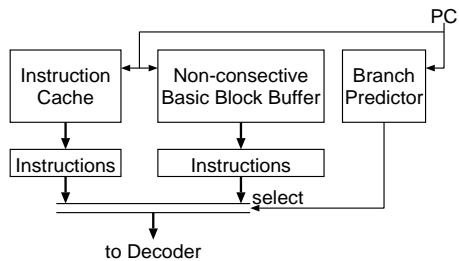 PC
Instruction
Cache
Non-consective
Basic Block Buffer
Branch
Predictor
Instructions
Instructions
select
to Decoder